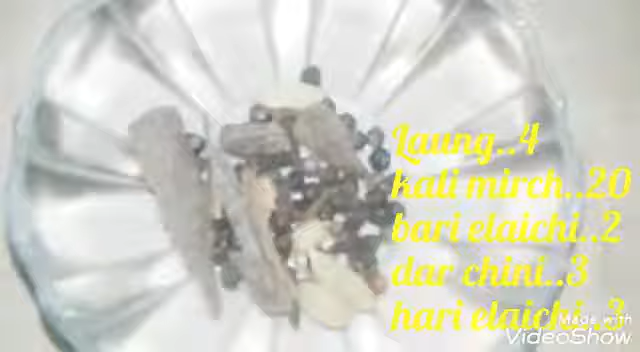 Laung..4
kali mirch..20
bari elaichi..2
dar chini..3
hari elaichi..3
Made with
VideoShow